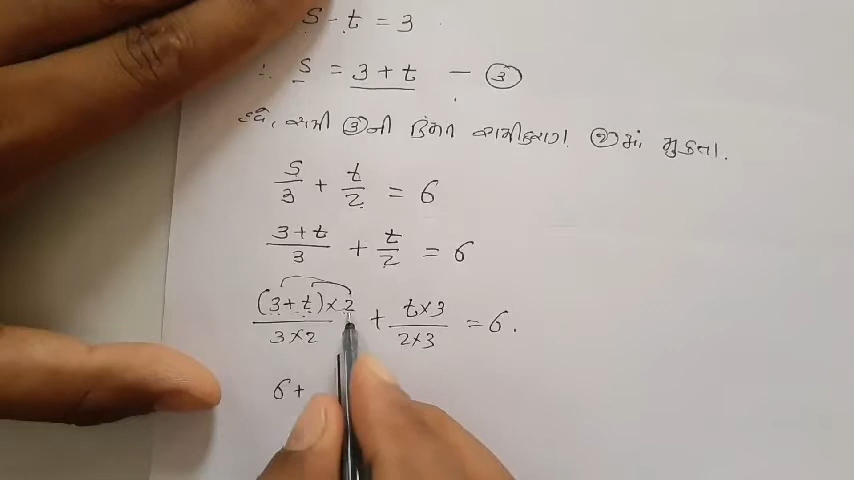 S - t = 3
∴ S = 3 + t — ③
હવે, સમી ③ની કિંમત સમીકરણ ②માં મુકતા.
S/3 + t/2 = 6
3+t/3 + t/2 = 6
(3+t)×2/3×2 + t×3/2×3 = 6.
6+